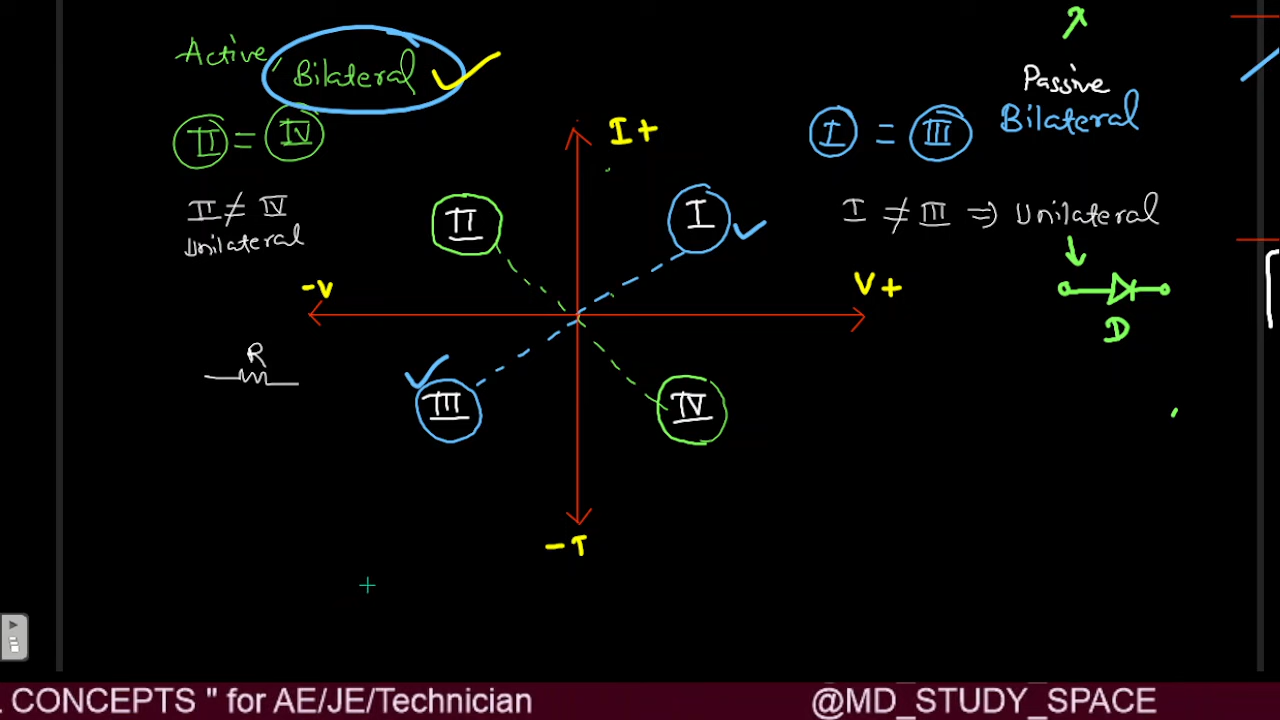 Active, Bilateral
Passive
Bilateral
II = IV
I = III
I+
II ≠ IV
Unilateral
I ≠ III ⇒ Unilateral
II
I
-V
V+
D
R
III
IV
-I
L CONCEPTS " for AE/JE/Technician
@MD_STUDY_SPACE